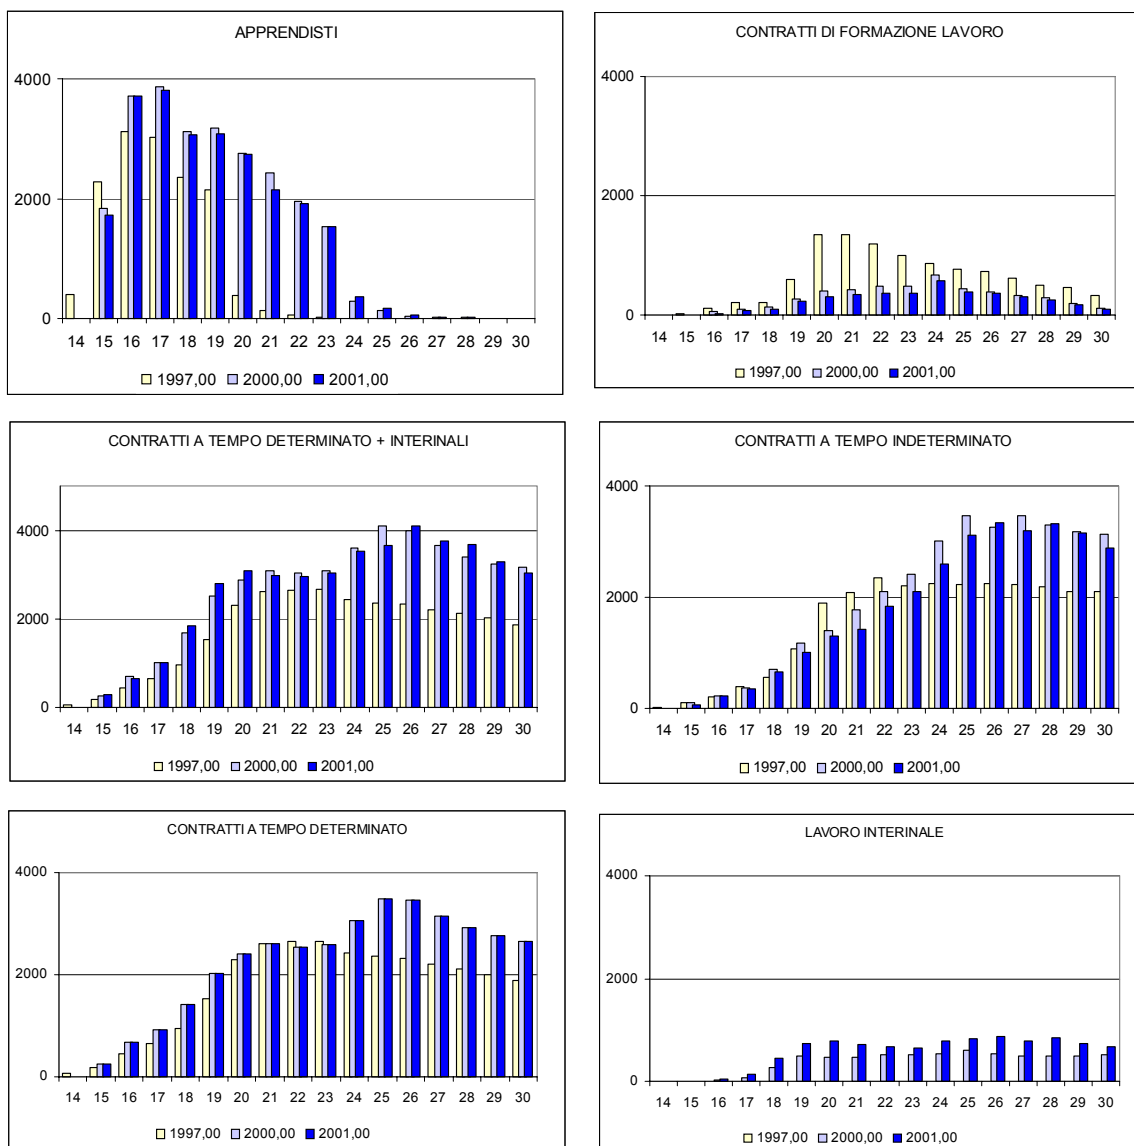 APPRENDISTI
4000
2000
0
14 15 16 17 18 19 20 21 22 23 24 25 26 27 28 29 30
1997,00 2000,00 2001,00
CONTRATTI DI FORMAZIONE LAVORO
4000
2000
0
14 15 16 17 18 19 20 21 22 23 24 25 26 27 28 29 30
1997,00 2000,00 2001,00
CONTRATTI A TEMPO DETERMINATO + INTERINALI
4000
2000
0
14 15 16 17 18 19 20 21 22 23 24 25 26 27 28 29 30
1997,00 2000,00 2001,00
CONTRATTI A TEMPO INDETERMINATO
4000
2000
0
14 15 16 17 18 19 20 21 22 23 24 25 26 27 28 29 30
1997,00 2000,00 2001,00
CONTRATTI A TEMPO DETERMINATO
4000
2000
0
14 15 16 17 18 19 20 21 22 23 24 25 26 27 28 29 30
1997,00 2000,00 2001,00
LAVORO INTERINALE
4000
2000
0
14 15 16 17 18 19 20 21 22 23 24 25 26 27 28 29 30
1997,00 2000,00 2001,00